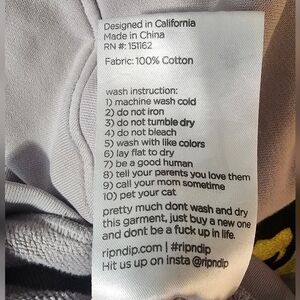 Designed in California
Made in China
RN #: 151162
Fabric: 100% Cotton
wash instruction:
1) machine wash cold
2) do not iron
3) do not tumble dry
4) do not bleach
5) wash with like colors
6) lay flat to dry
7) be a good human
8) tell your parents you love them
9) call your mom sometime
10) pet your cat
pretty much dont wash and dry
this garment, just buy a new one
and dont be a fuck up in life.
ripndip.com | #ripndip
Hit us up on insta @ripndip